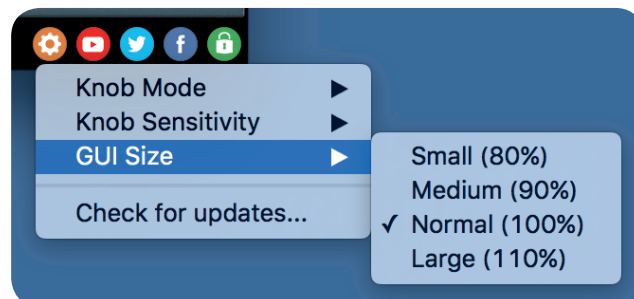 Knob Mode
Knob Sensitivity
GUI Size
Check for updates...
Small (80%)
Medium (90%)
✓ Normal (100%)
Large (110%)